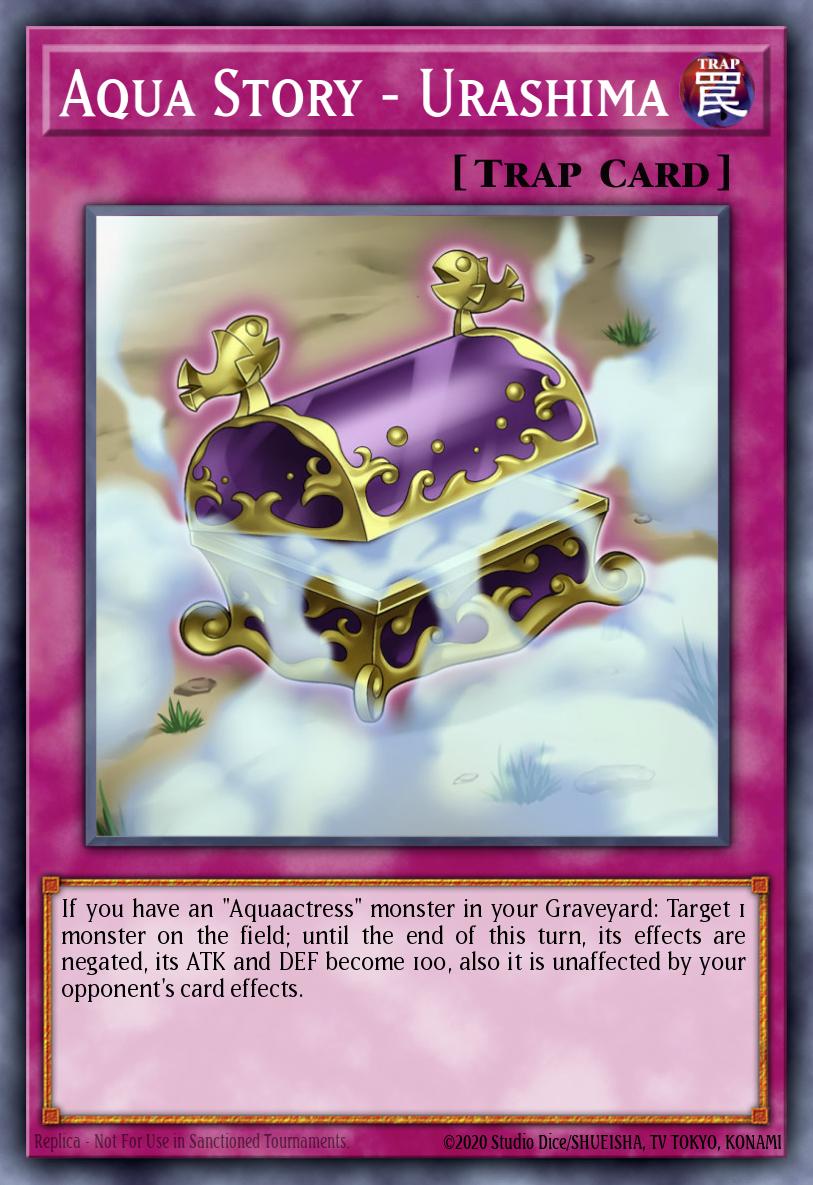 Aqua Story - Urashima
TRAP
罠
[Trap Card]
If you have an "Aquaactress" monster in your Graveyard: Target 1
monster on the field; until the end of this turn, its effects are
negated, its ATK and DEF become 100, also it is unaffected by your
opponent's card effects.
Replica - Not For Use in Sanctioned Tournaments.
©2020 Studio Dice/SHUEISHA, TV TOKYO, KONAMI